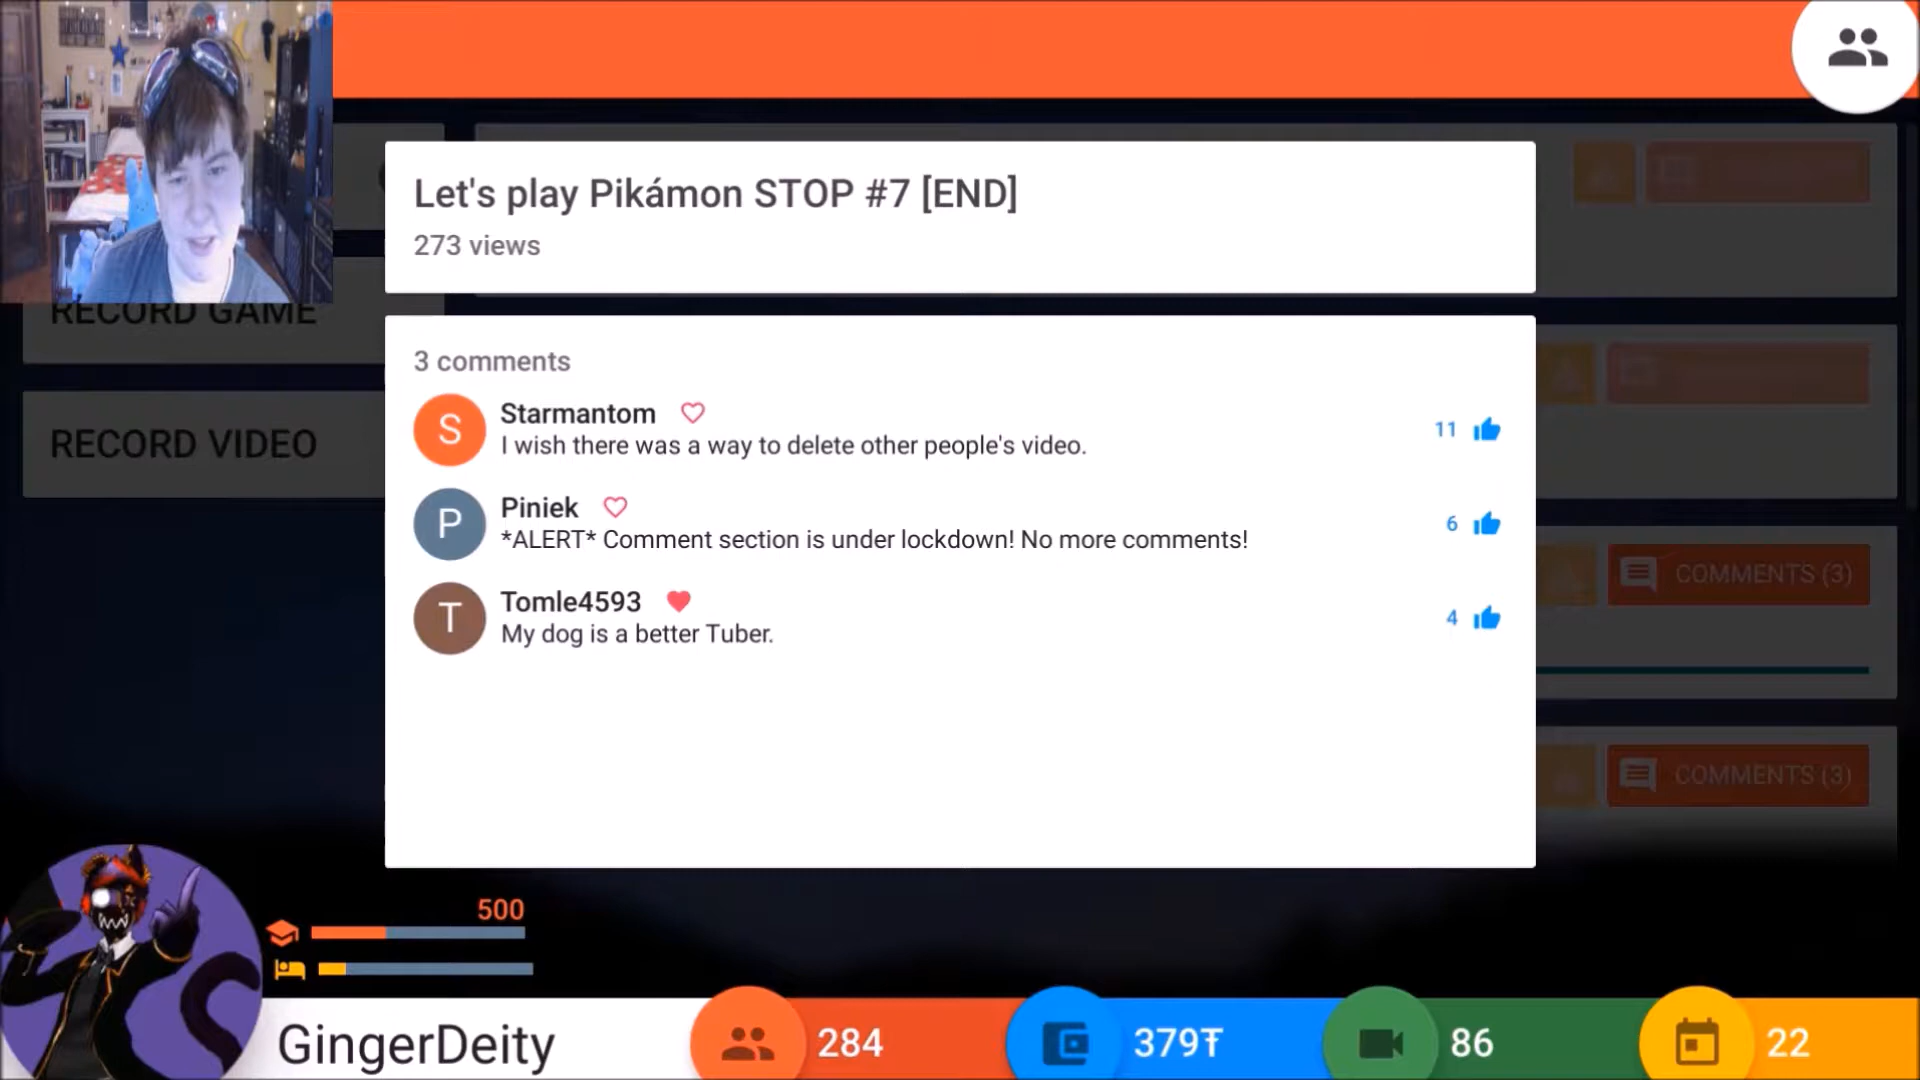 Let's play Pikámon STOP #7 [END]
273 views
RECORD GAME
RECORD VIDEO
3 comments
S
Starmantom
I wish there was a way to delete other people's video.
11
P
Piniek
*ALERT* Comment section is under lockdown! No more comments!
6
T
Tomle4593
My dog is a better Tuber.
4
COMMENTS (3)
COMMENTS (3)
500
GingerDeity
284
379Ŧ
86
22